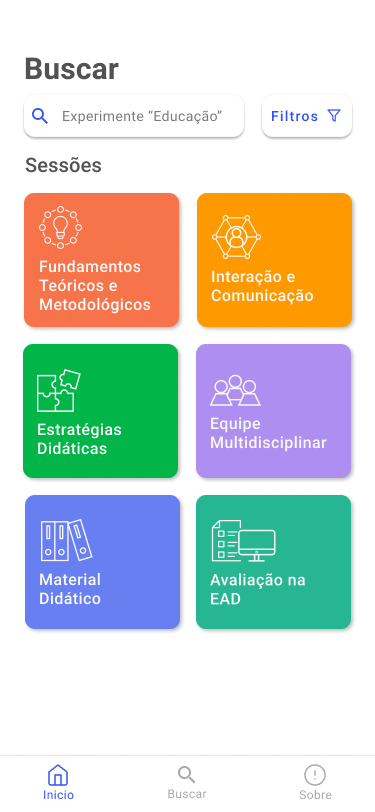 Buscar
Experimente “Educação”
Filtros
Sessões
Fundamentos
Teóricos e
Metodológicos
Interação e
Comunicação
Estratégias
Didáticas
Equipe
Multidisciplinar
Material
Didático
Avaliação na
EAD
Inicio
Buscar
Sobre